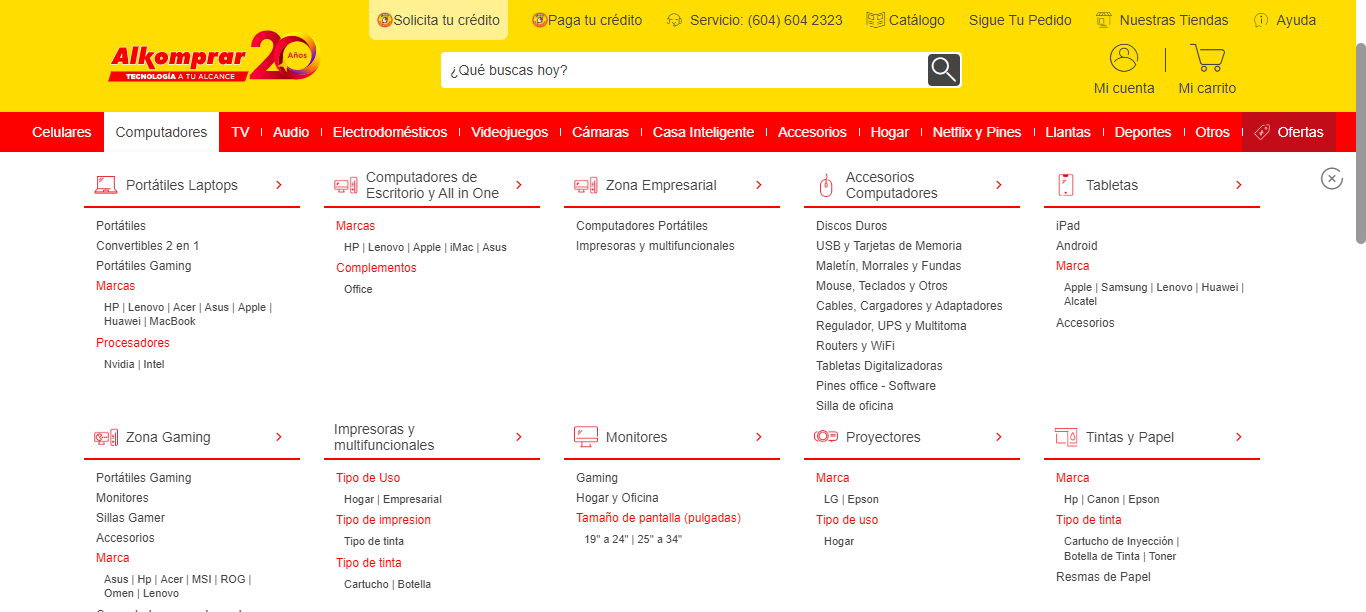 Solicita tu crédito
Paga tu crédito
Servicio: (604) 604 2323
Catálogo
Sigue Tu Pedido
Nuestras Tiendas
Ayuda
Alkomprar 20 Años
TECNOLOGÍA A TU ALCANCE
¿Qué buscas hoy?
Mi cuenta
Mi carrito
Celulares
Computadores
TV
Audio
Electrodomésticos
Videojuegos
Cámaras
Casa Inteligente
Accesorios
Hogar
Netflix y Pines
Llantas
Deportes
Otros
Ofertas
Portátiles Laptops
Portátiles
Convertibles 2 en 1
Portátiles Gaming
Marcas
HP | Lenovo | Acer | Asus | Apple |
Huawei | MacBook
Procesadores
Nvidia | Intel
Computadores de
Escritorio y All in One
Marcas
HP | Lenovo | Apple | iMac | Asus
Complementos
Office
Zona Empresarial
Computadores Portátiles
Impresoras y multifuncionales
Accesorios
Computadores
Discos Duros
USB y Tarjetas de Memoria
Maletín, Morrales y Fundas
Mouse, Teclados y Otros
Cables, Cargadores y Adaptadores
Regulador, UPS y Multitoma
Routers y WiFi
Tabletas Digitalizadoras
Pines office - Software
Silla de oficina
Tabletas
iPad
Android
Marca
Apple | Samsung | Lenovo | Huawei |
Alcatel
Accesorios
Zona Gaming
Portátiles Gaming
Monitores
Sillas Gamer
Accesorios
Marca
Asus | Hp | Acer | MSI | ROG |
Omen | Lenovo
Impresoras y
multifuncionales
Tipo de Uso
Hogar | Empresarial
Tipo de impresion
Tipo de tinta
Tipo de tinta
Cartucho | Botella
Monitores
Gaming
Hogar y Oficina
Tamaño de pantalla (pulgadas)
19" a 24" | 25" a 34"
Proyectores
Marca
LG | Epson
Tipo de uso
Hogar
Tintas y Papel
Marca
Hp | Canon | Epson
Tipo de tinta
Cartucho de Inyección |
Botella de Tinta | Toner
Resmas de Papel